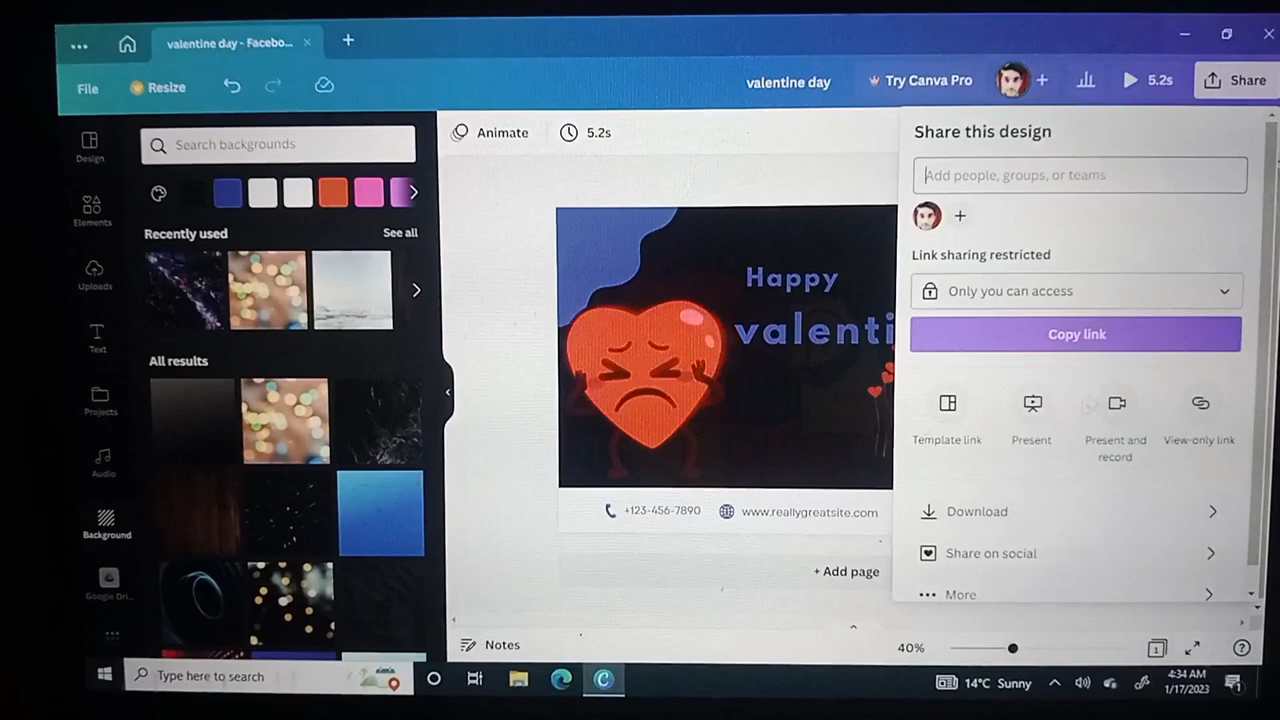 valentine day - Facebo...
File
Resize
valentine day
Try Canva Pro
5.2s
Share
Design
Elements
Uploads
Text
Projects
Audio
Background
Google Dri...
Search backgrounds
Recently used
See all
All results
Animate
5.2s
Happy
valenti
+123-456-7890
www.reallygreatsite.com
+ Add page
Notes
40%
1
Share this design
Add people, groups, or teams
Link sharing restricted
Only you can access
Copy link
Template link
Present
Present and
record
View-only link
Download
Share on social
More
Type here to search
14°C Sunny
4:34 AM
1/17/2023
1